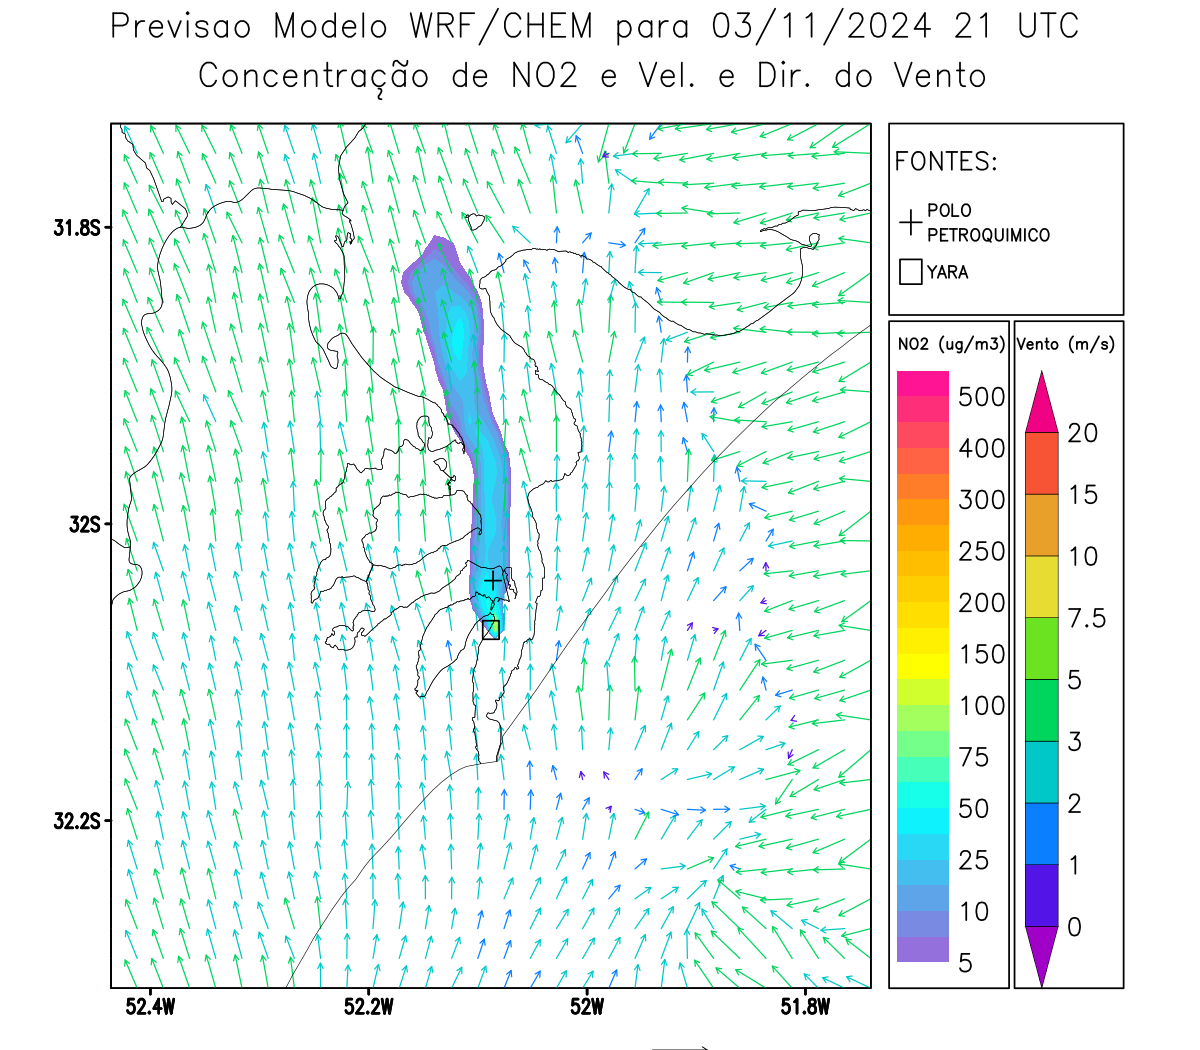 Previsao Modelo WRF/CHEM para 03/11/2024 21 UTC
Concentração de NO2 e Vel. e Dir. do Vento
FONTES:
POLO
PETROQUIMICO
YARA
NO2 (ug/m3)
500
400
300
250
200
150
100
75
50
25
10
5
Vento (m/s)
20
15
10
7.5
5
3
2
1
0
31.8S
32S
32.2S
52.4W
52.2W
52W
51.8W